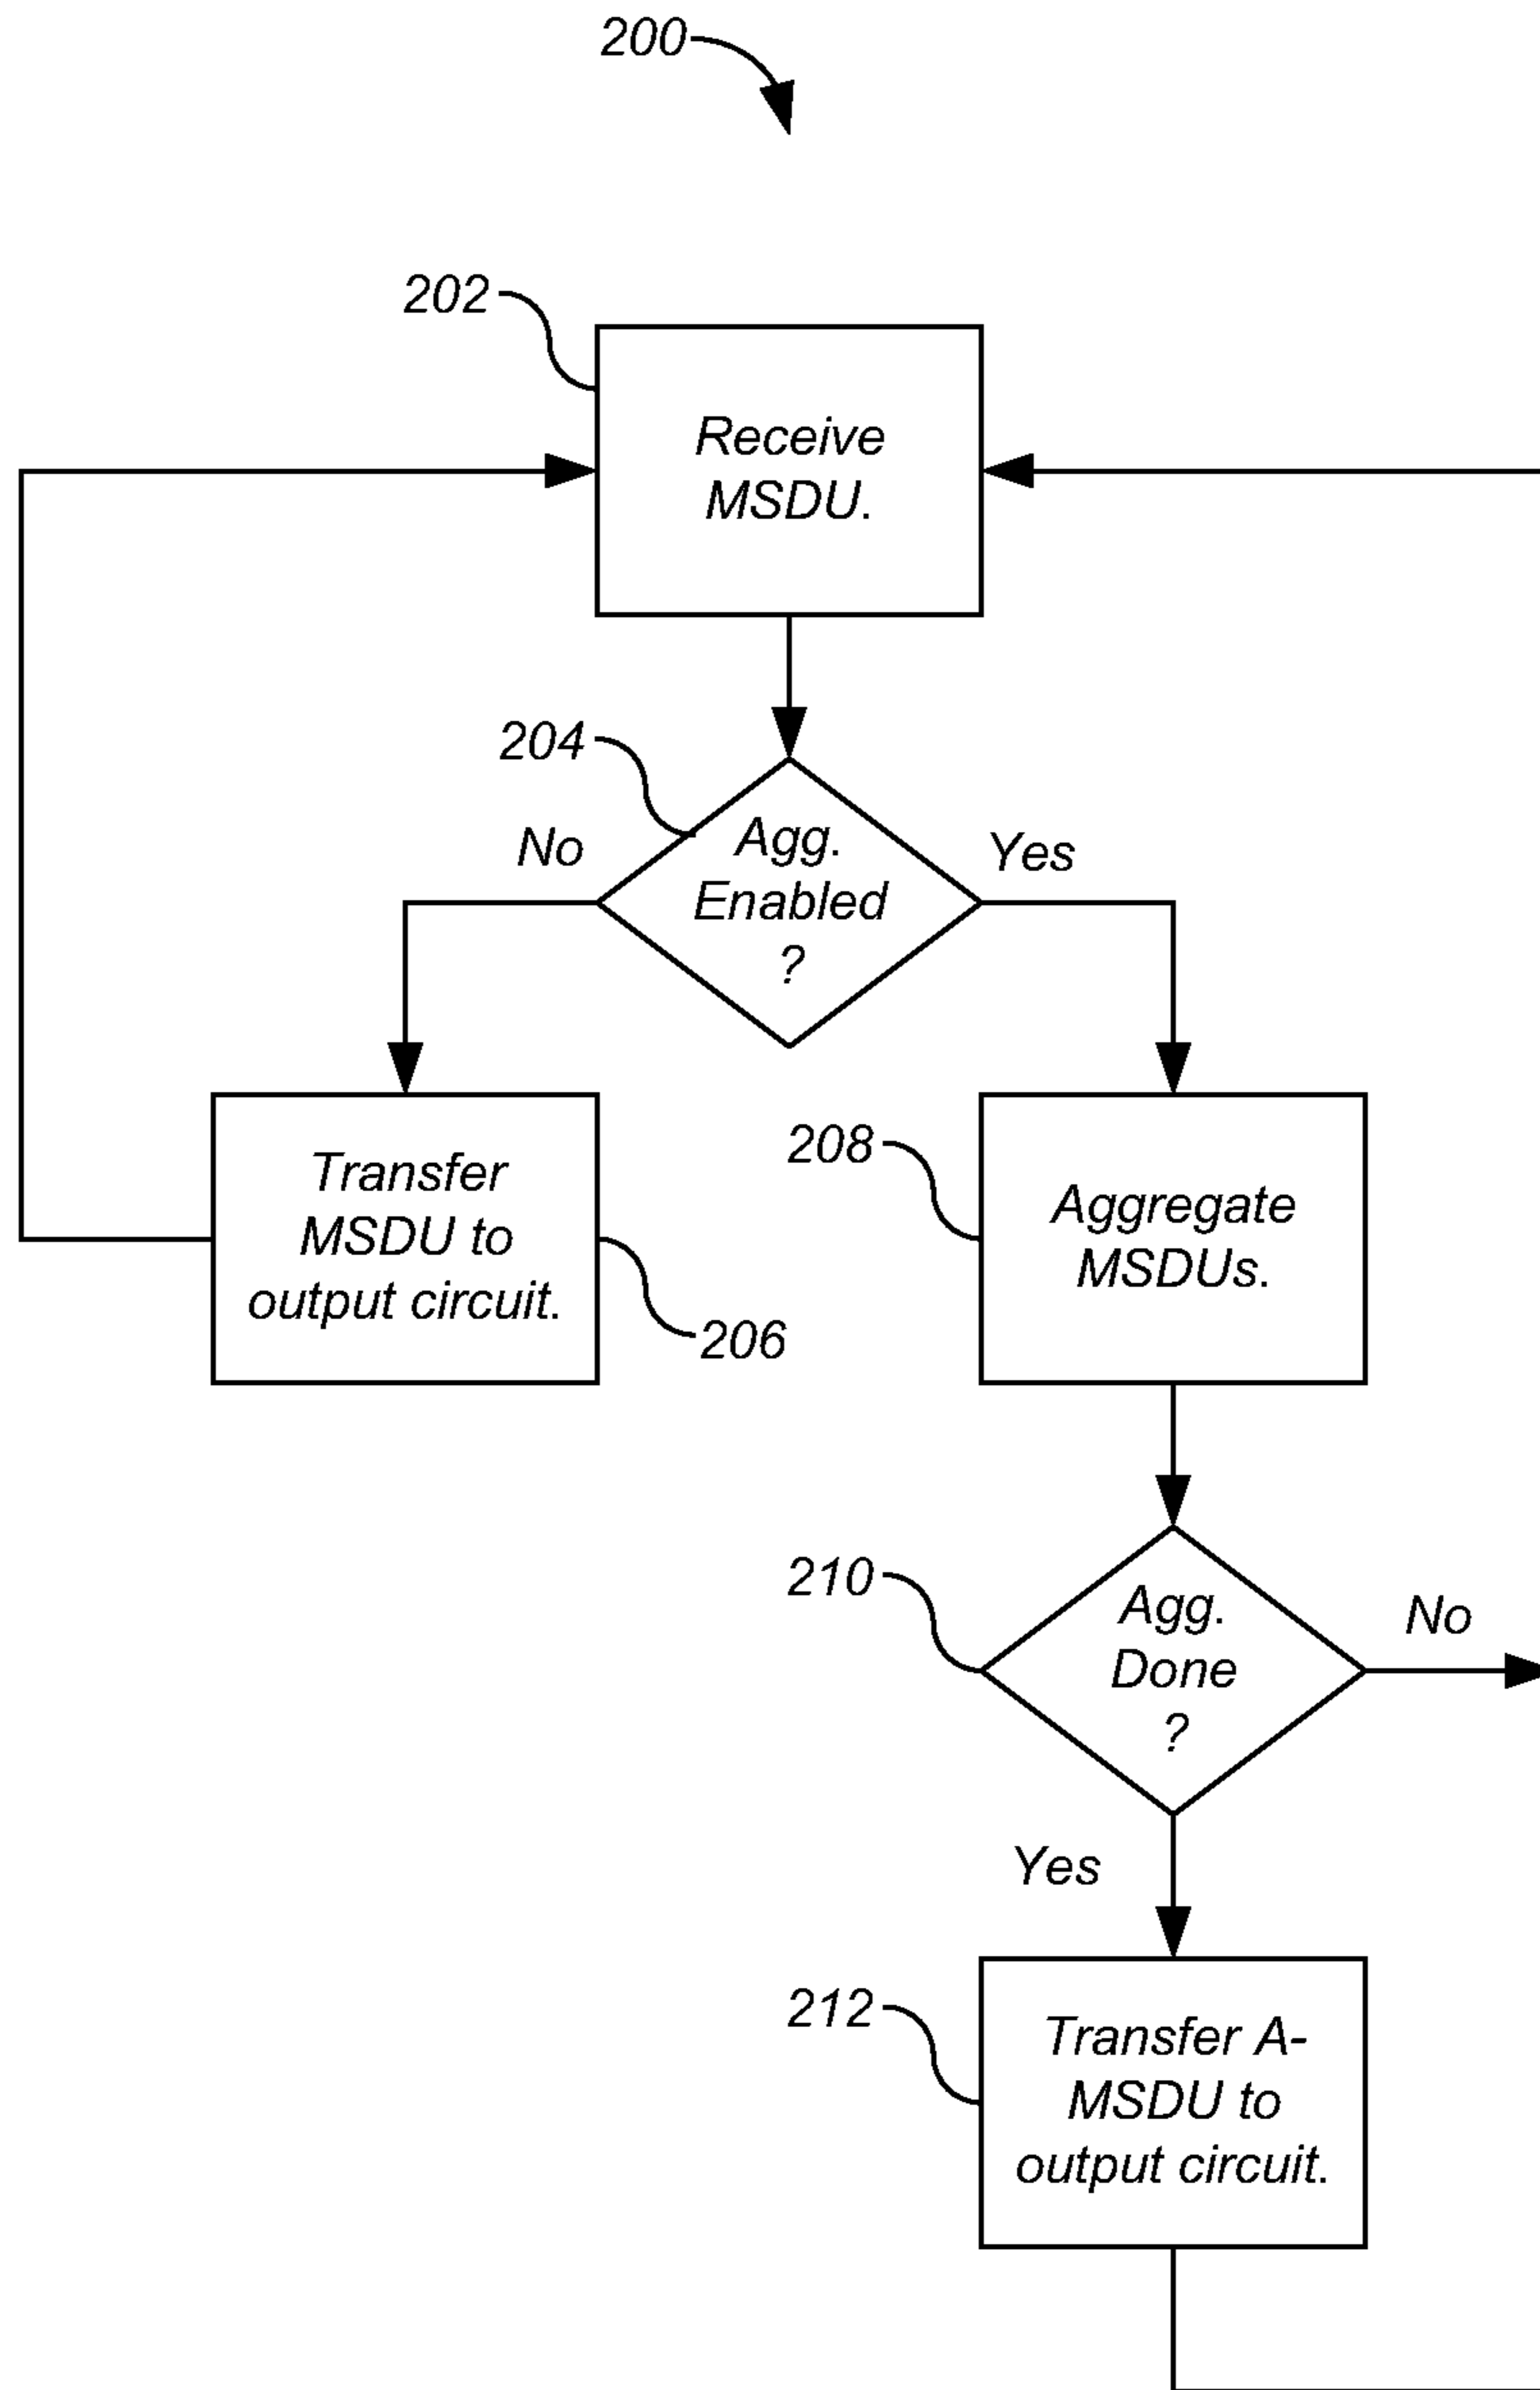 200
202
Receive
MSDU.
204
No
Yes
Agg.
Enabled
?
Transfer
MSDU to
output circuit.
206
208
Aggregate
MSDUs.
210
Agg.
Done
?
No
Yes
212
Transfer A-
MSDU to
output circuit.